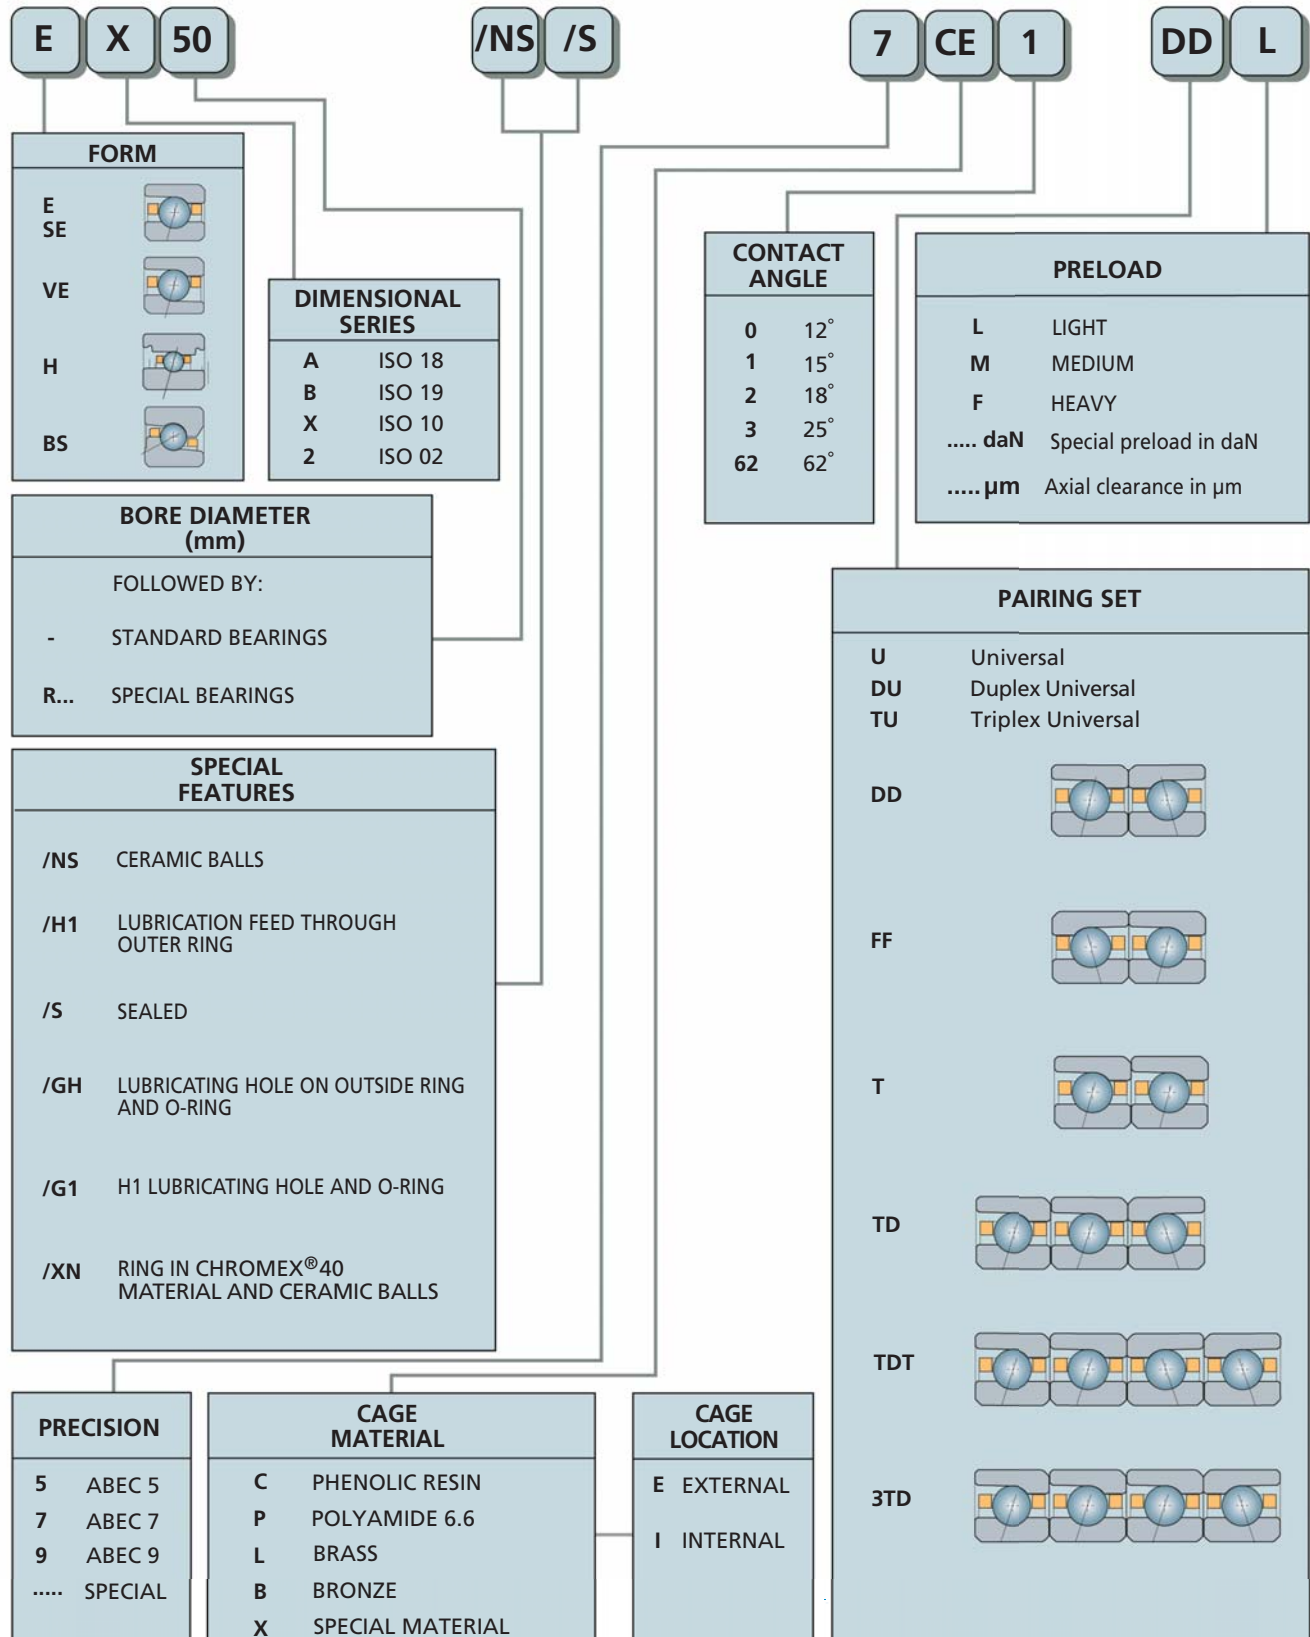 E X 50 /NS /S 7 CE 1 DD L
FORM
E
SE
VE
H
BS
DIMENSIONAL
SERIES
A ISO 18
B ISO 19
X ISO 10
2 ISO 02
CONTACT
ANGLE
0 12°
1 15°
2 18°
3 25°
62 62°
PRELOAD
L LIGHT
M MEDIUM
F HEAVY
..... daN Special preload in daN
..... µm Axial clearance in µm
BORE DIAMETER
(mm)
FOLLOWED BY:
- STANDARD BEARINGS
R... SPECIAL BEARINGS
SPECIAL
FEATURES
/NS CERAMIC BALLS
/H1 LUBRICATION FEED THROUGH
OUTER RING
/S SEALED
/GH LUBRICATING HOLE ON OUTSIDE RING
AND O-RING
/G1 H1 LUBRICATING HOLE AND O-RING
/XN RING IN CHROMEX®40
MATERIAL AND CERAMIC BALLS
PAIRING SET
U Universal
DU Duplex Universal
TU Triplex Universal
DD
FF
T
TD
TDT
3TD
PRECISION
5 ABEC 5
7 ABEC 7
9 ABEC 9
..... SPECIAL
CAGE
MATERIAL
C PHENOLIC RESIN
P POLYAMIDE 6.6
L BRASS
B BRONZE
X SPECIAL MATERIAL
CAGE
LOCATION
E EXTERNAL
I INTERNAL